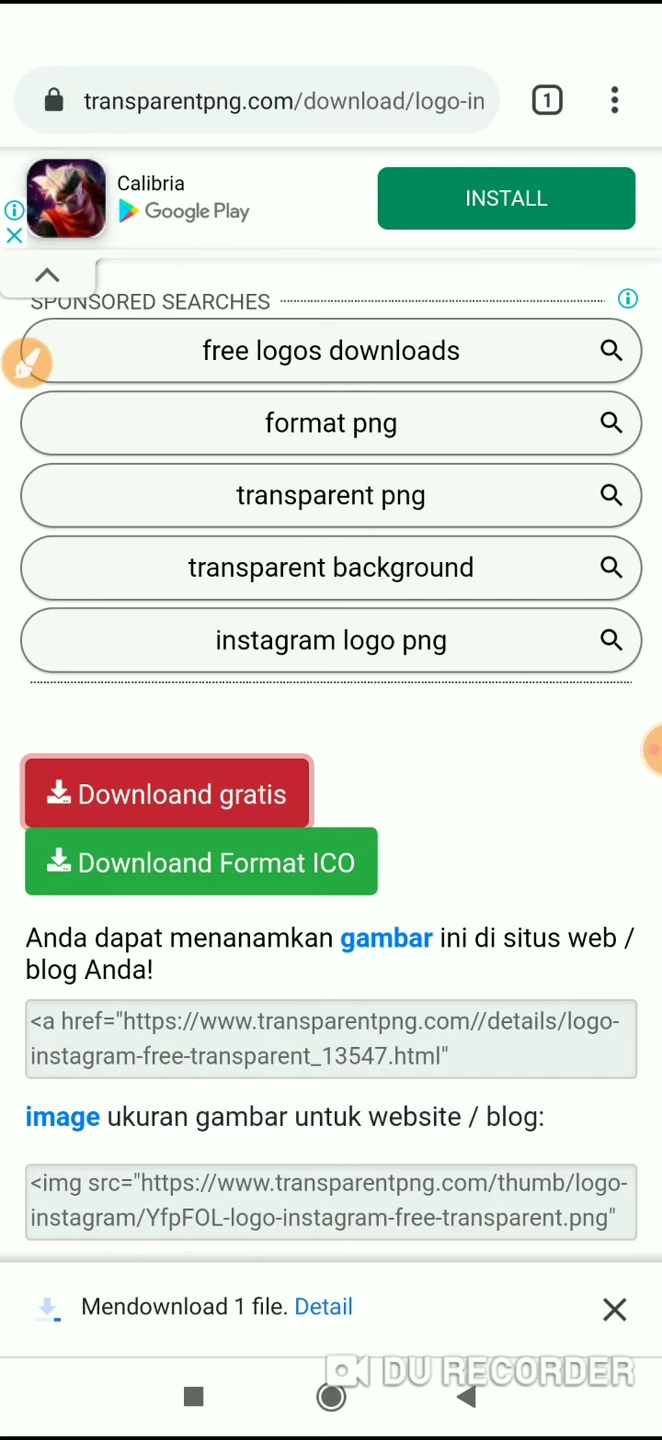 transparentpng.com/download/logo-in
1
Calibria
Google Play
INSTALL
SPONSORED SEARCHES
free logos downloads
format png
transparent png
transparent background
instagram logo png
Downloand gratis
Downloand Format ICO
Anda dapat menanamkan gambar ini di situs web /
blog Anda!
<a href="https://www.transparentpng.com//details/logo-
instagram-free-transparent_13547.html"
image ukuran gambar untuk website / blog:
<img src="https://www.transparentpng.com/thumb/logo-
instagram/YfpFOL-logo-instagram-free-transparent.png"
Mendownload 1 file. Detail
DU RECORDER